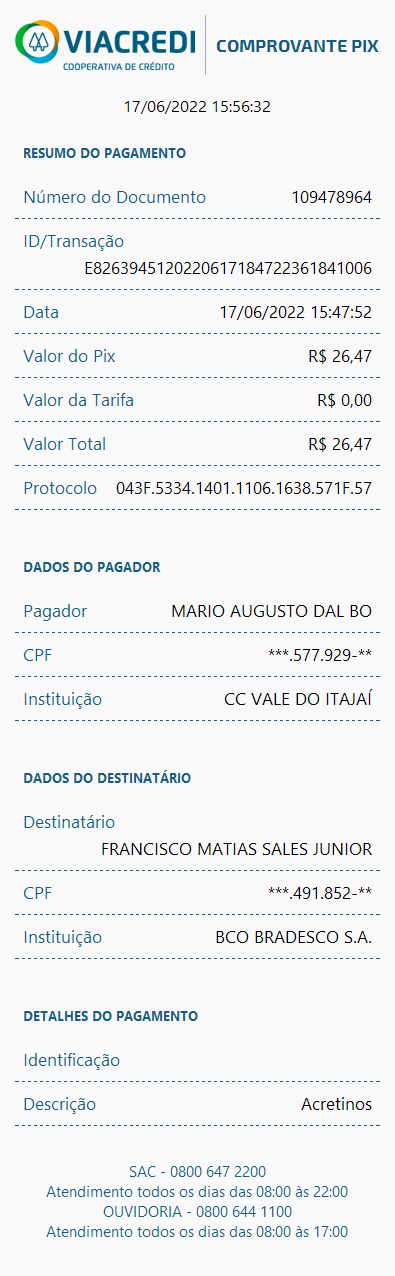 VIACREDI
COOPERATIVA DE CRÉDITO
COMPROVANTE PIX
17/06/2022 15:56:32
RESUMO DO PAGAMENTO
Número do Documento 109478964
ID/Transação
E8263945120220617184722361841006
Data 17/06/2022 15:47:52
Valor do Pix R$ 26,47
Valor da Tarifa R$ 0,00
Valor Total R$ 26,47
Protocolo 043F.5334.1401.1106.1638.571F.57
DADOS DO PAGADOR
Pagador MARIO AUGUSTO DAL BO
CPF ***.577.929-**
Instituição CC VALE DO ITAJAÍ
DADOS DO DESTINATÁRIO
Destinatário
FRANCISCO MATIAS SALES JUNIOR
CPF ***.491.852-**
Instituição BCO BRADESCO S.A.
DETALHES DO PAGAMENTO
Identificação
Descrição Acretinos
SAC - 0800 647 2200
Atendimento todos os dias das 08:00 às 22:00
OUVIDORIA - 0800 644 1100
Atendimento todos os dias das 08:00 às 17:00